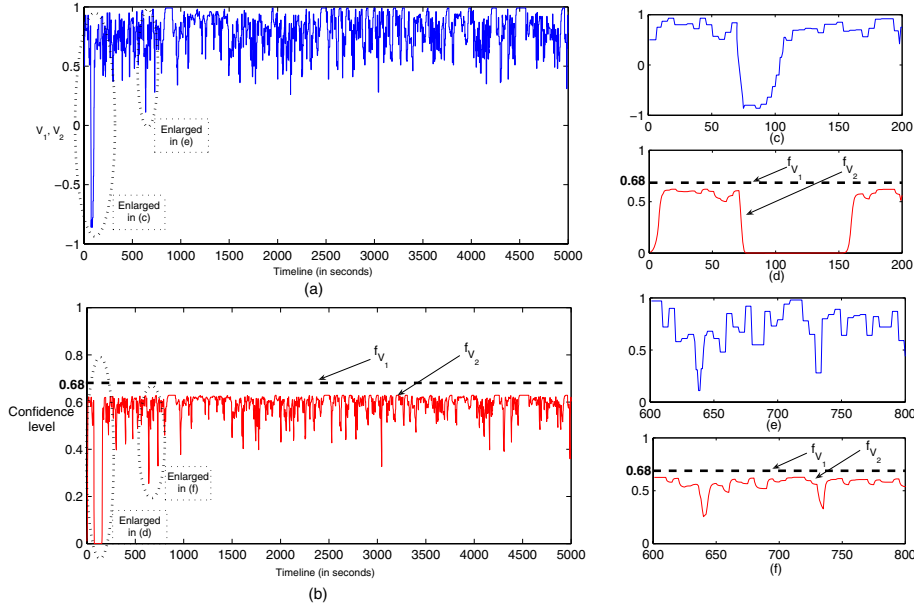 1
0.5
0
-0.5
-1
V1, V2
Enlarged
in (e)
Enlarged
in (c)
0 500 1000 1500 2000 2500 3000 3500 4000 4500 5000
Timeline (in seconds)
(a)
1
0.8
0.68
0.6
0.4
0.2
0
Confidence
level
fV1
fV2
Enlarged
in (f)
Enlarged
in (d)
0 500 1000 1500 2000 2500 3000 3500 4000 4500 5000
Timeline (in seconds)
(b)
1
0
−1
0 50 100 150 200
(c)
1
0.68
0.5
0
fV1
fV2
0 50 100 150 200
(d)
1
0.5
0
600 650 700 750 800
(e)
1
0.68
0.5
0
fV1
fV2
600 650 700 750 800
(f)